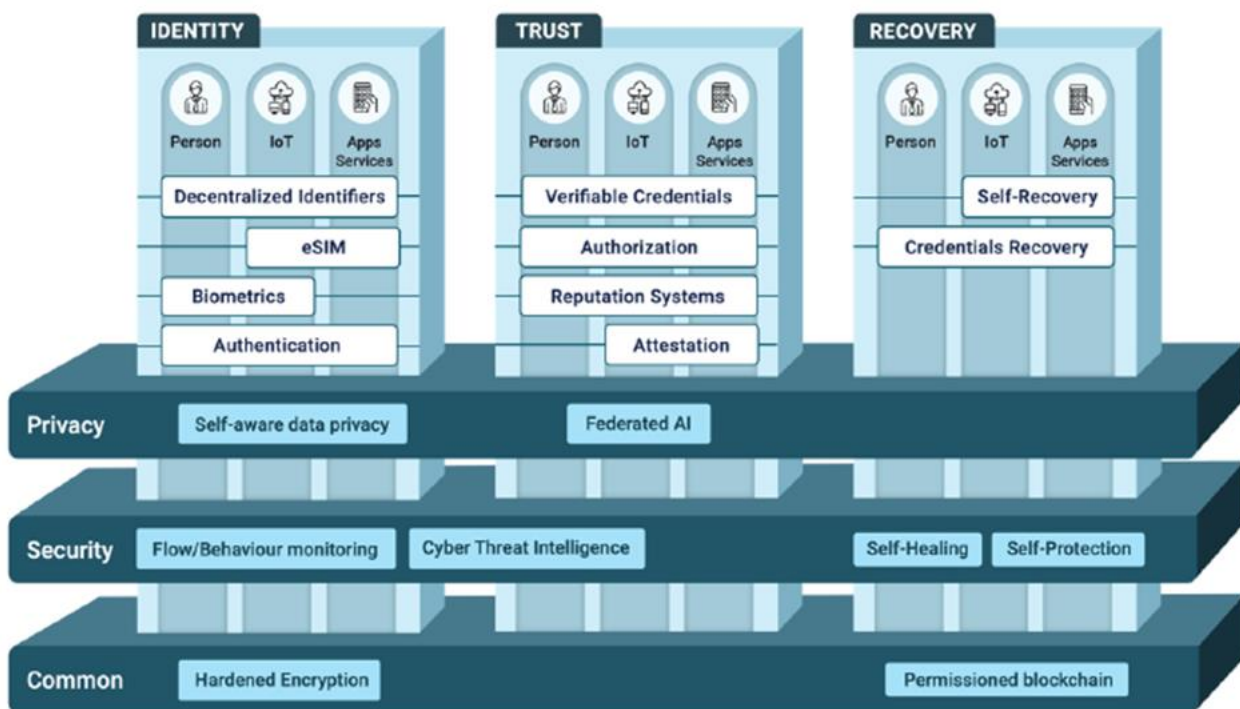 IDENTITY
TRUST
RECOVERY
Person
IoT
Apps
Services
Person
IoT
Apps
Services
Person
IoT
Apps
Services
Decentralized Identifiers
Verifiable Credentials
Self-Recovery
eSIM
Authorization
Credentials Recovery
Biometrics
Reputation Systems
Authentication
Attestation
Privacy
Self-aware data privacy
Federated AI
Security
Flow/Behaviour monitoring
Cyber Threat Intelligence
Self-Healing
Self-Protection
Common
Hardened Encryption
Permissioned blockchain